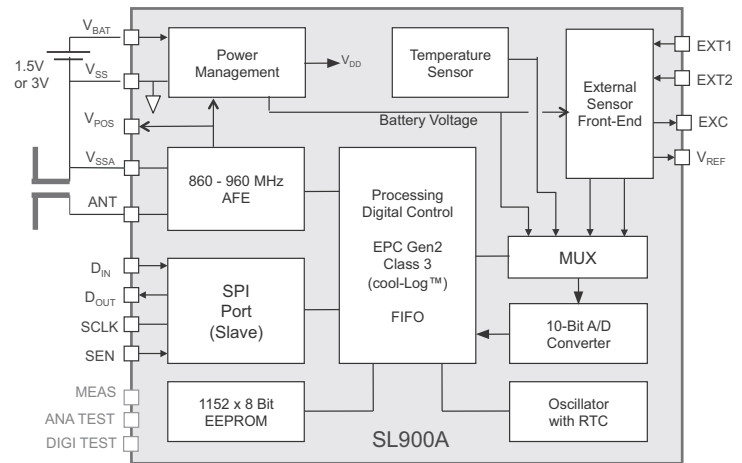 V_BAT
1.5V
or 3V
V_SS
V_POS
V_SSA
ANT
D_IN
D_OUT
SCLK
SEN
MEAS
ANA TEST
DIGI TEST
Power
Management
V_DD
Temperature
Sensor
External
Sensor
Front-End
EXT1
EXT2
EXC
V_REF
Battery Voltage
860 - 960 MHz
AFE
Processing
Digital Control
EPC Gen2
Class 3
(cool-Log™)
FIFO
MUX
SPI
Port
(Slave)
10-Bit A/D
Converter
1152 x 8 Bit
EEPROM
Oscillator
with RTC
SL900A